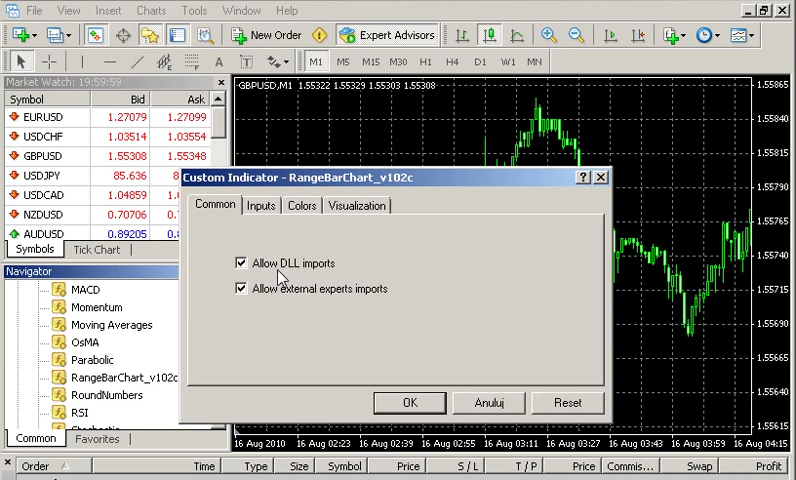 File View Insert Charts Tools Window Help
New Order Expert Advisors
A T M1 M5 M15 M30 H1 H4 D1 W1 MN
Market Watch: 19:59:59
Symbol Bid Ask
EURUSD 1.27079 1.27099
USDCHF 1.03514 1.03554
GBPUSD 1.55308 1.55348
USDJPY 85.636
USDCAD 1.04859
NZDUSD 0.70706
AUDUSD 0.89205
Symbols Tick Chart
Navigator
MACD
Momentum
Moving Averages
OsMA
Parabolic
RangeBarChart_v102c
RoundNumbers
RSI
Stochastic
Common Favorites
GBPUSD,M1 1.55322 1.55329 1.55303 1.55308
1.55865
1.55840
1.55815
1.55790
1.55765
1.55740
1.55715
1.55690
1.55665
1.55640
1.55615
16 Aug 2010 16 Aug 02:23 16 Aug 02:39 16 Aug 02:55 16 Aug 03:11 16 Aug 03:27 16 Aug 03:43 16 Aug 03:59 16 Aug 04:15
Custom Indicator - RangeBarChart_v102c
Common Inputs Colors Visualization
Allow DLL imports
Allow external experts imports
OK Anuluj Reset
Order Time Type Size Symbol Price S / L T / P Price Commis... Swap Profit